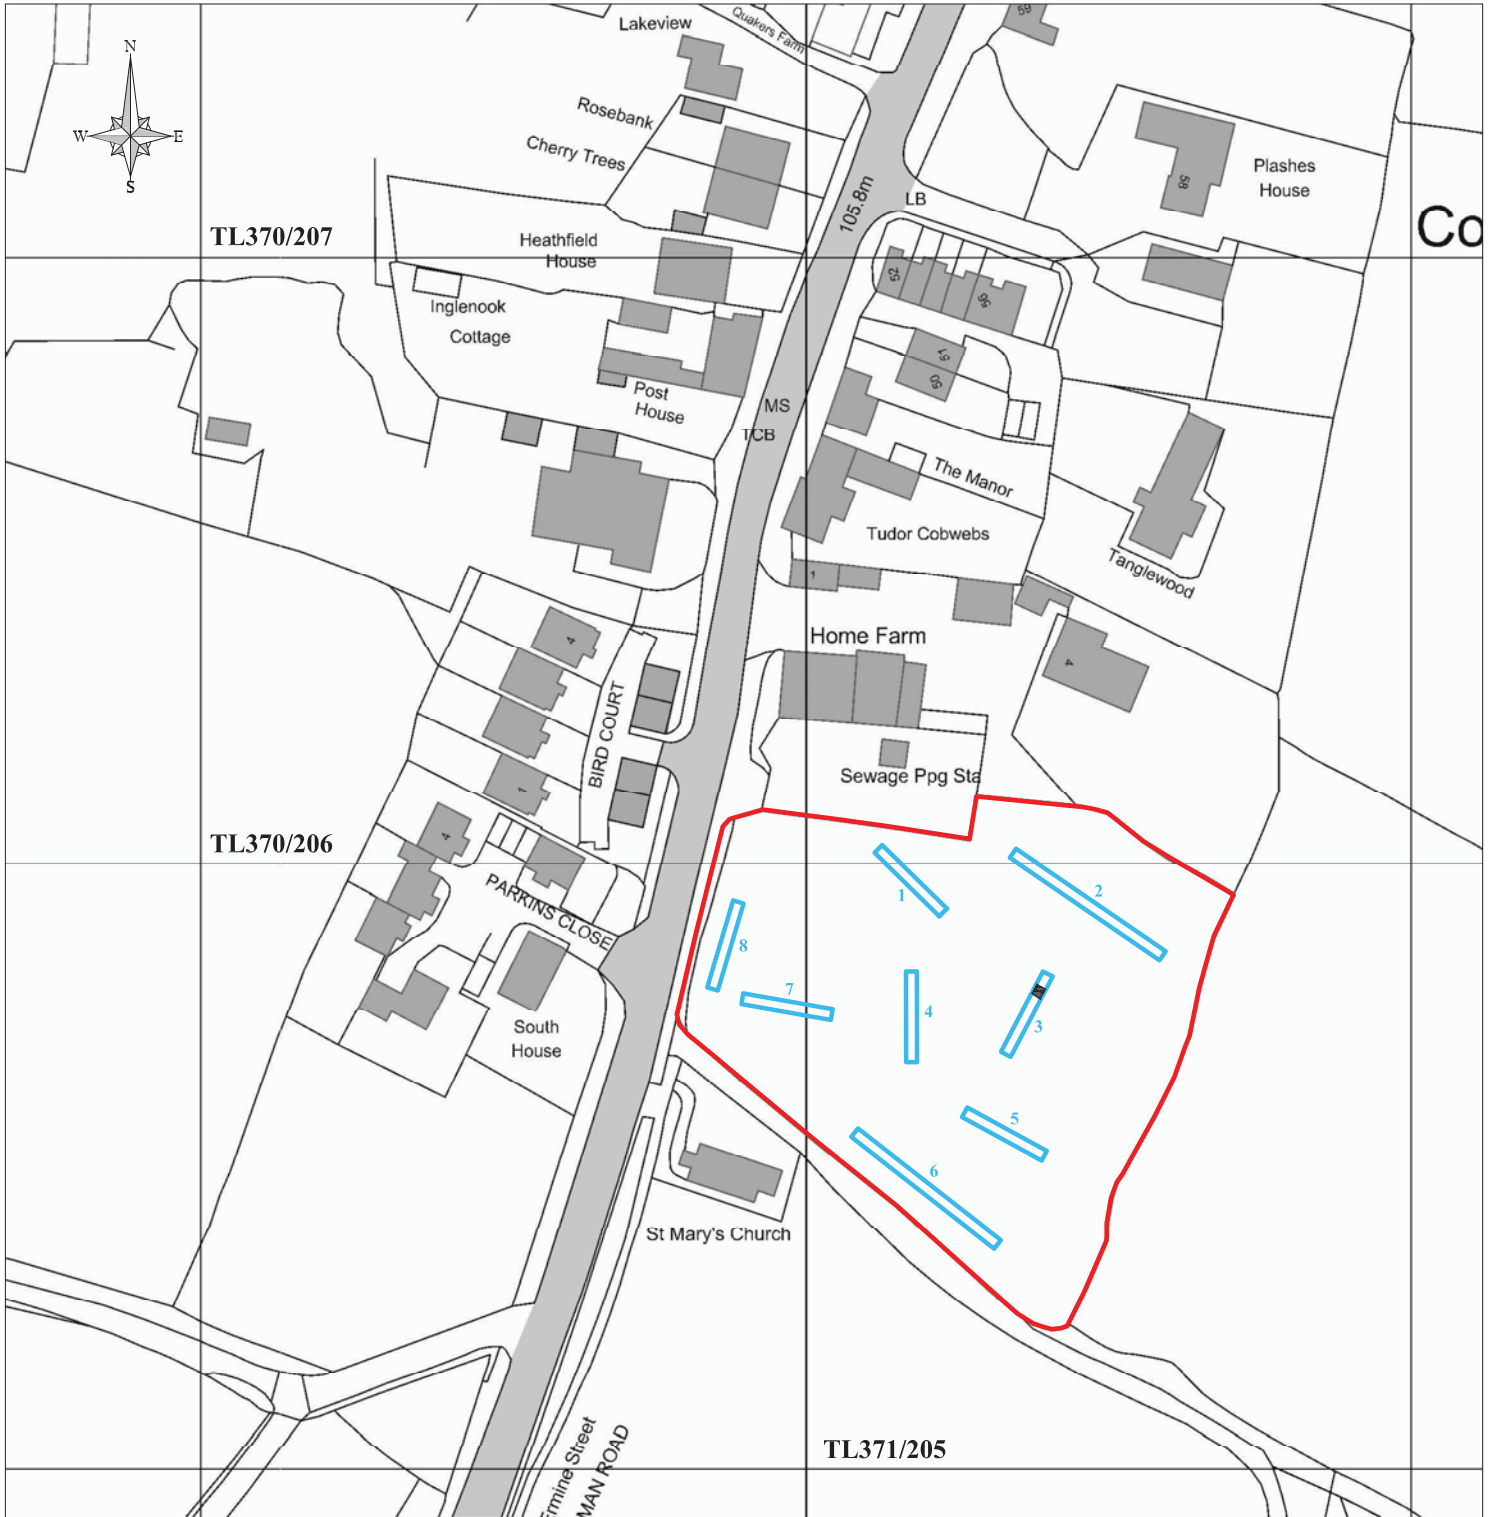 Lakeview
Quakers Farm
59
N
W
E
S
Rosebank
Cherry Trees
Plashes
House
58
105.8m
LB
TL370/207
Co
Heathfield
House
52
56
Inglenook
Cottage
51
50
Post
House
MS
TCB
The Manor
Tudor Cobwebs
Tanglewood
1
4
Home Farm
4
BIRD COURT
1
Sewage Ppg Sta
4
TL370/206
PARKINS CLOSE
1
2
8
7
4
3
South
House
5
6
St Mary's Church
Ermine Street
MAN ROAD
TL371/205